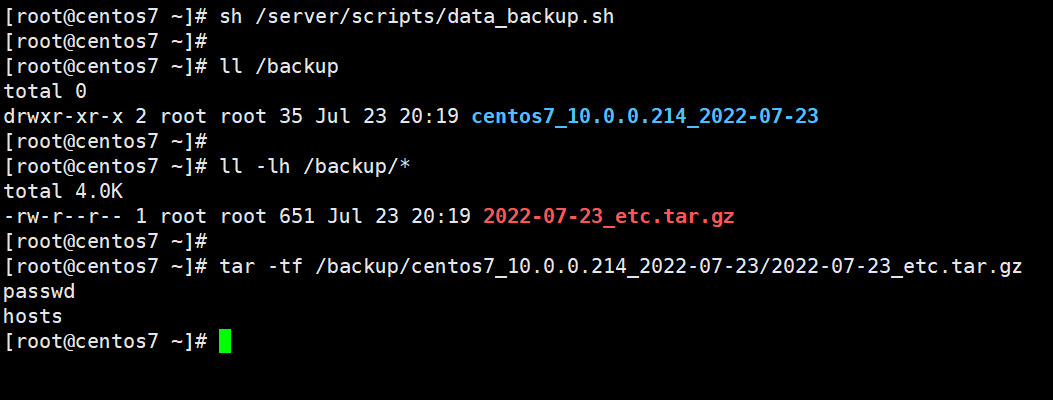 [root@centos7 ~]# sh /server/scripts/data_backup.sh
[root@centos7 ~]#
[root@centos7 ~]# ll /backup
total 0
drwxr-xr-x 2 root root 35 Jul 23 20:19 centos7_10.0.0.214_2022-07-23
[root@centos7 ~]#
[root@centos7 ~]# ll -lh /backup/*
total 4.0K
-rw-r--r-- 1 root root 651 Jul 23 20:19 2022-07-23_etc.tar.gz
[root@centos7 ~]#
[root@centos7 ~]# tar -tf /backup/centos7_10.0.0.214_2022-07-23/2022-07-23_etc.tar.gz
passwd
hosts
[root@centos7 ~]#